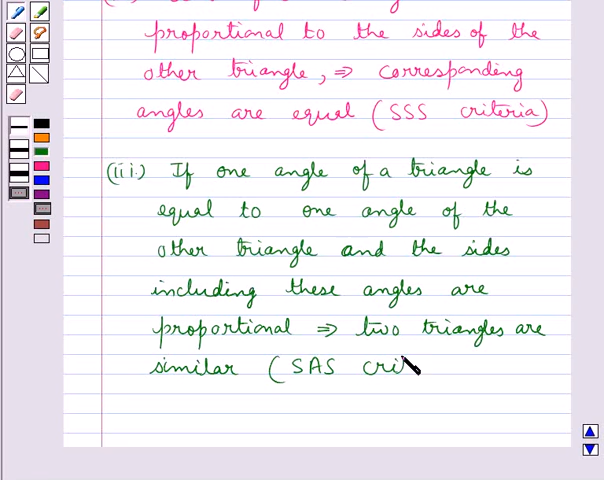 proportional to the sides of the
other triangle, ⇒ corresponding
angles are equal (SSS criteria)
(iii.) If one angle of a triangle is
equal to one angle of the
other triangle and the sides
including these angles are
proportional ⇒ two triangles are
similar (SAS cri